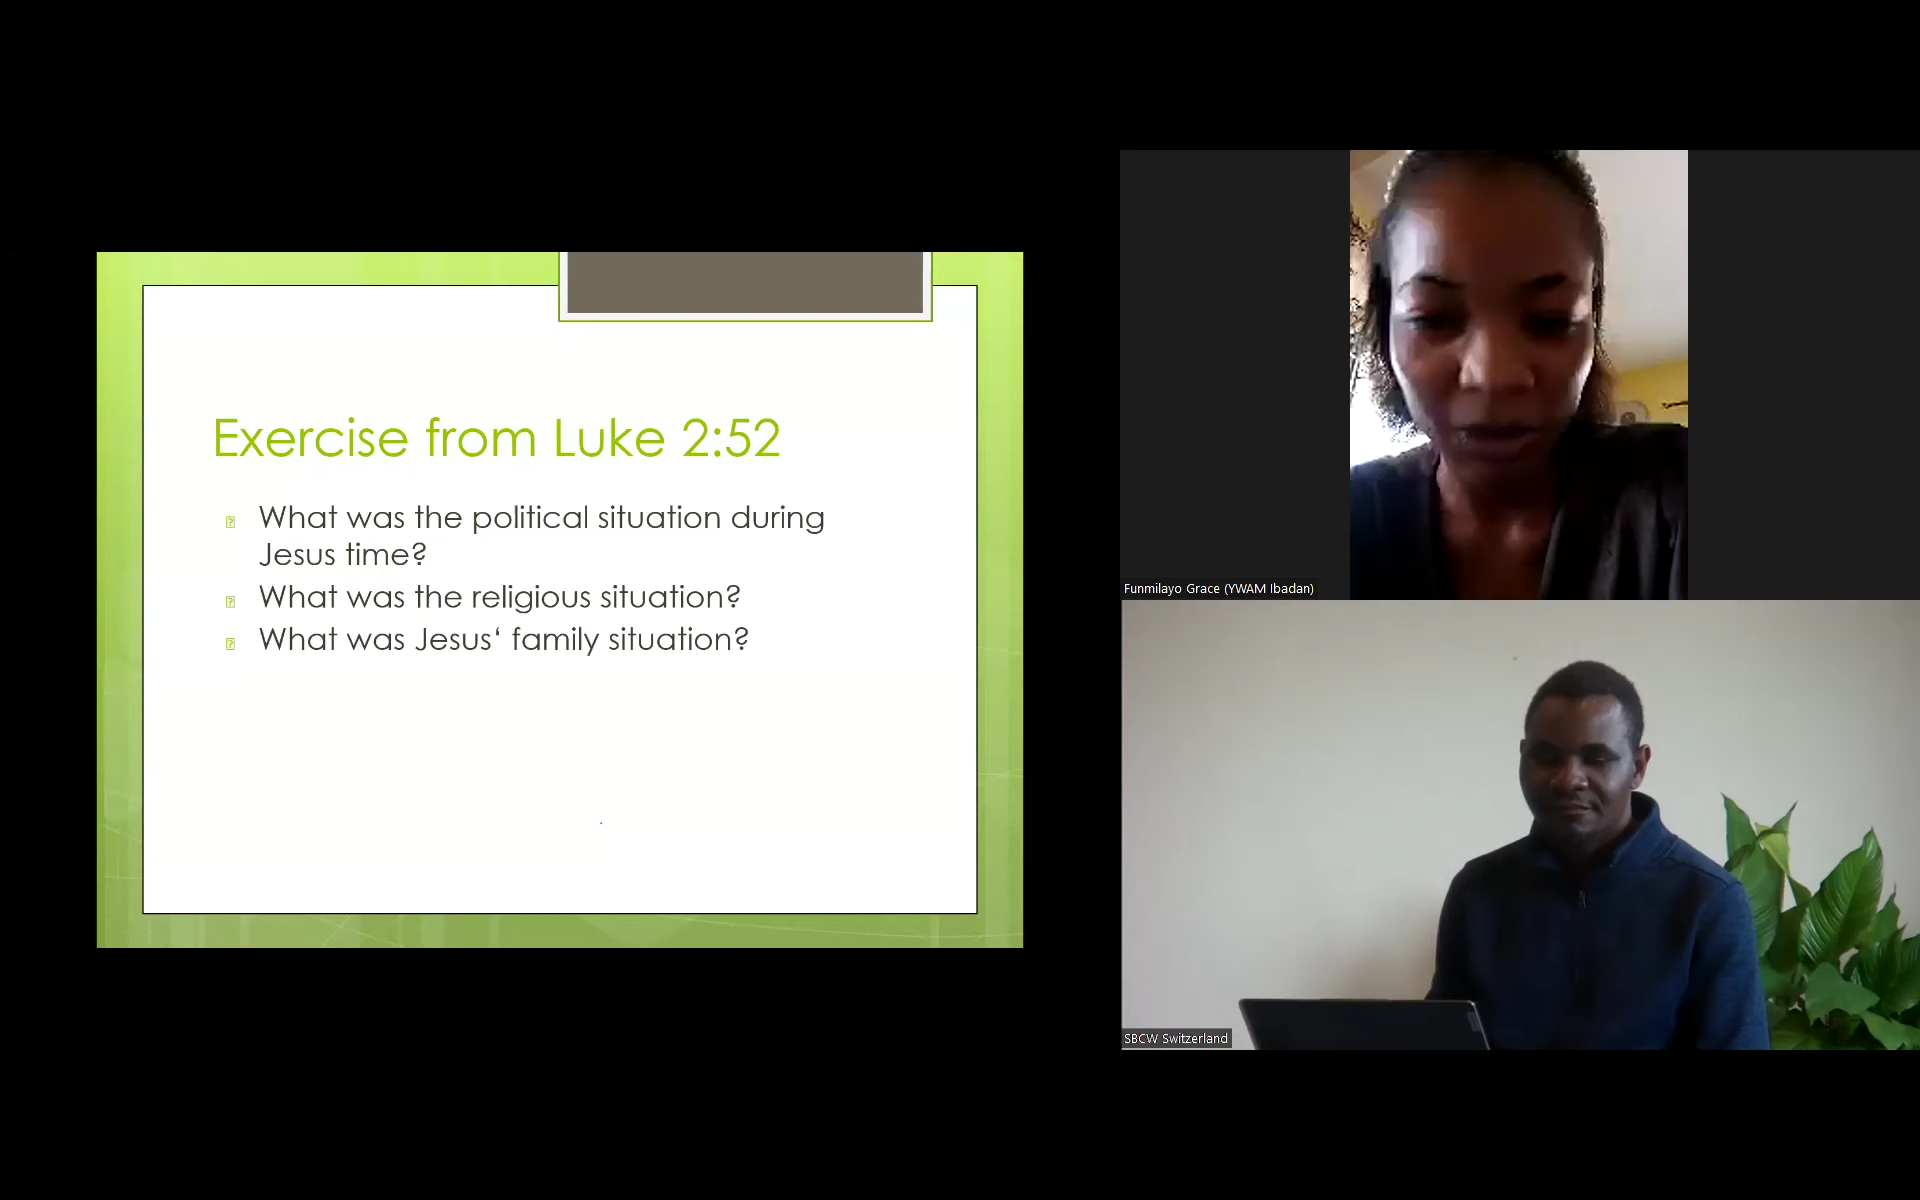 Exercise from Luke 2:52
What was the political situation during
Jesus time?
What was the religious situation?
What was Jesus‘ family situation?
Funmilayo Grace (YWAM Ibadan)
SBCW Switzerland